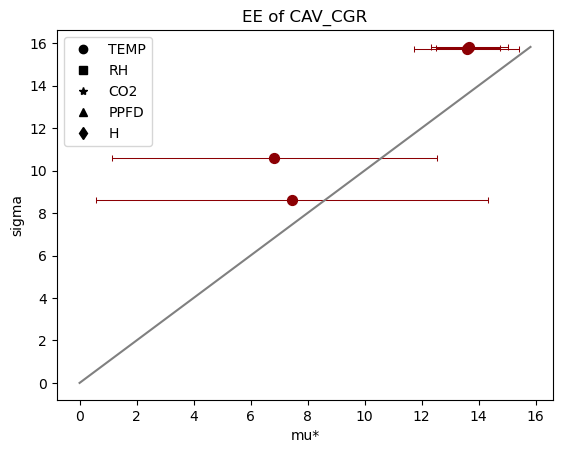 EE of CAV_CGR
16
14
12
10
8
6
4
2
0
sigma
TEMP
RH
CO2
PPFD
H
0 2 4 6 8 10 12 14 16
mu*